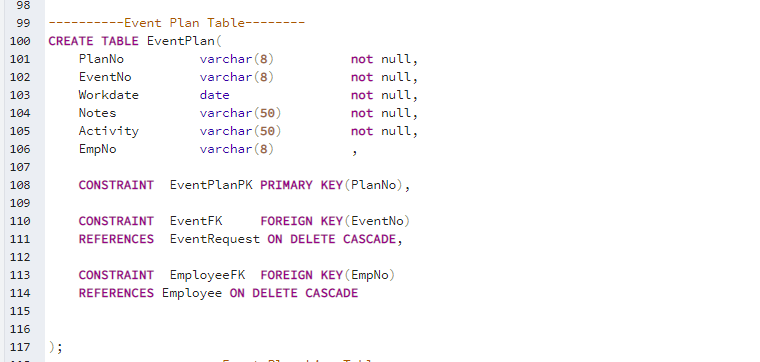 98
99 ----------Event Plan Table--------
100 CREATE TABLE EventPlan(
101 PlanNo varchar(8) not null,
102 EventNo varchar(8) not null,
103 Workdate date not null,
104 Notes varchar(50) not null,
105 Activity varchar(50) not null,
106 EmpNo varchar(8) ,
107
108 CONSTRAINT EventPlanPK PRIMARY KEY(PlanNo),
109
110 CONSTRAINT EventFK FOREIGN KEY(EventNo)
111 REFERENCES EventRequest ON DELETE CASCADE,
112
113 CONSTRAINT EmployeeFK FOREIGN KEY(EmpNo)
114 REFERENCES Employee ON DELETE CASCADE
115
116
117 );